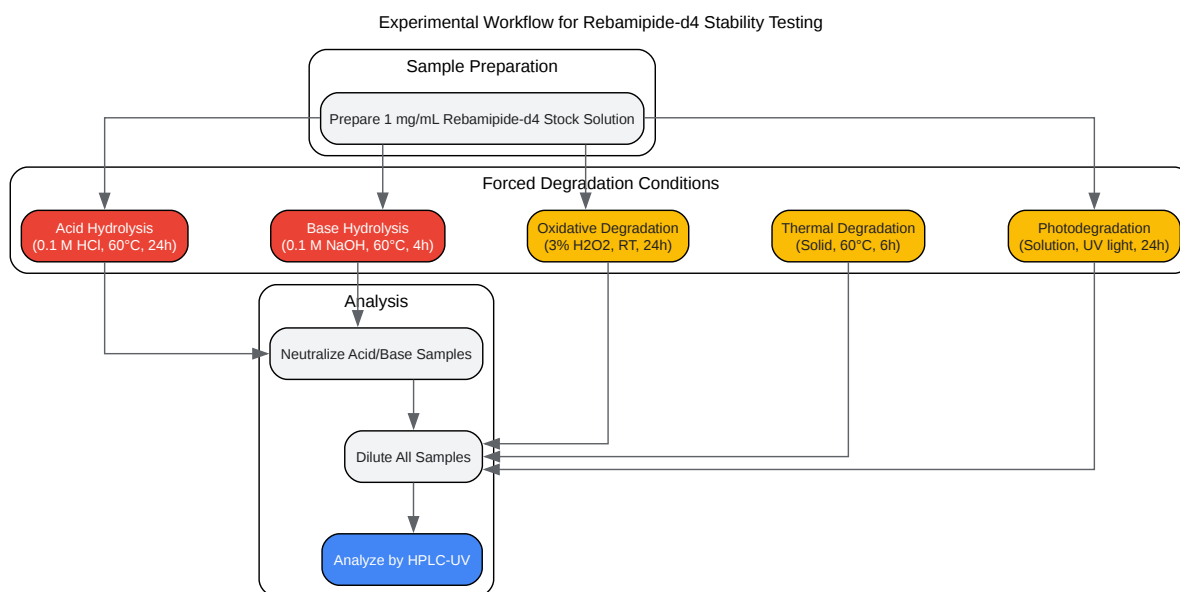 Experimental Workflow for Rebamipide-d4 Stability Testing
Sample Preparation
Prepare 1 mg/mL Rebamipide-d4 Stock Solution
Forced Degradation Conditions
Acid Hydrolysis
(0.1 M HCl, 60°C, 24h)
Base Hydrolysis
(0.1 M NaOH, 60°C, 4h)
Oxidative Degradation
(3% H2O2, RT, 24h)
Thermal Degradation
(Solid, 60°C, 6h)
Photodegradation
(Solution, UV light, 24h)
Analysis
Neutralize Acid/Base Samples
Dilute All Samples
Analyze by HPLC-UV